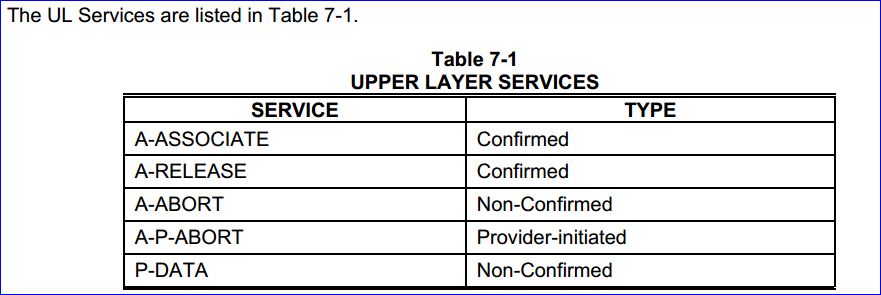 The UL Services are listed in Table 7-1.
Table 7-1
UPPER LAYER SERVICES
SERVICE TYPE
A-ASSOCIATE Confirmed
A-RELEASE Confirmed
A-ABORT Non-Confirmed
A-P-ABORT Provider-initiated
P-DATA Non-Confirmed